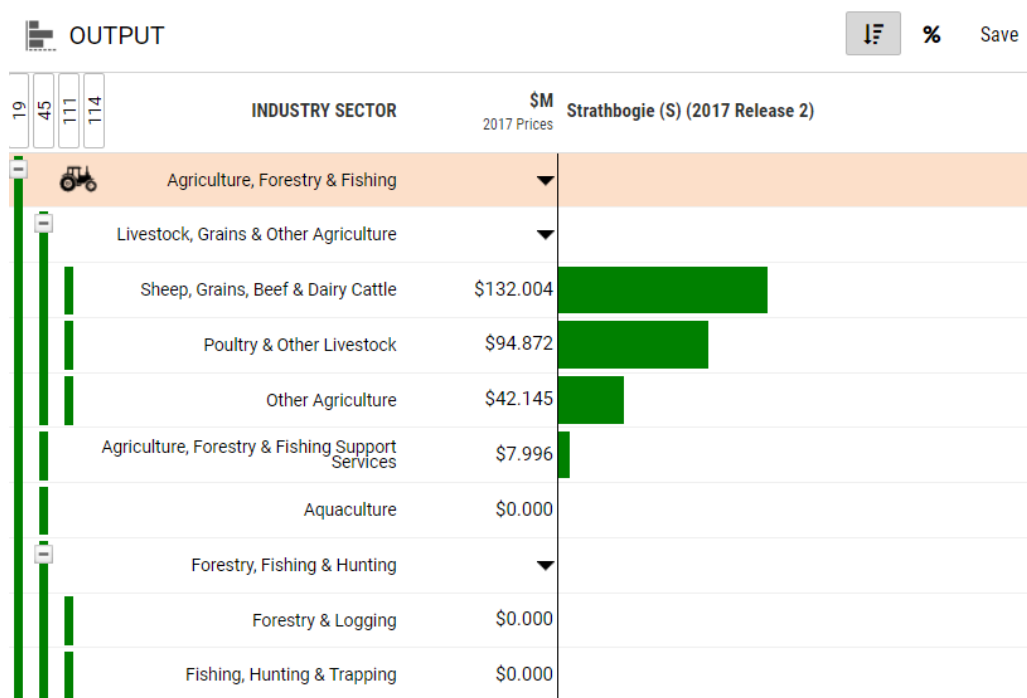 OUTPUT
% Save
19 45 111 114
INDUSTRY SECTOR $M Strathbogie (S) (2017 Release 2)
2017 Prices
Agriculture, Forestry & Fishing
Livestock, Grains & Other Agriculture
Sheep, Grains, Beef & Dairy Cattle $132.004
Poultry & Other Livestock $94.872
Other Agriculture $42.145
Agriculture, Forestry & Fishing Support
Services $7.996
Aquaculture $0.000
Forestry, Fishing & Hunting
Forestry & Logging $0.000
Fishing, Hunting & Trapping $0.000